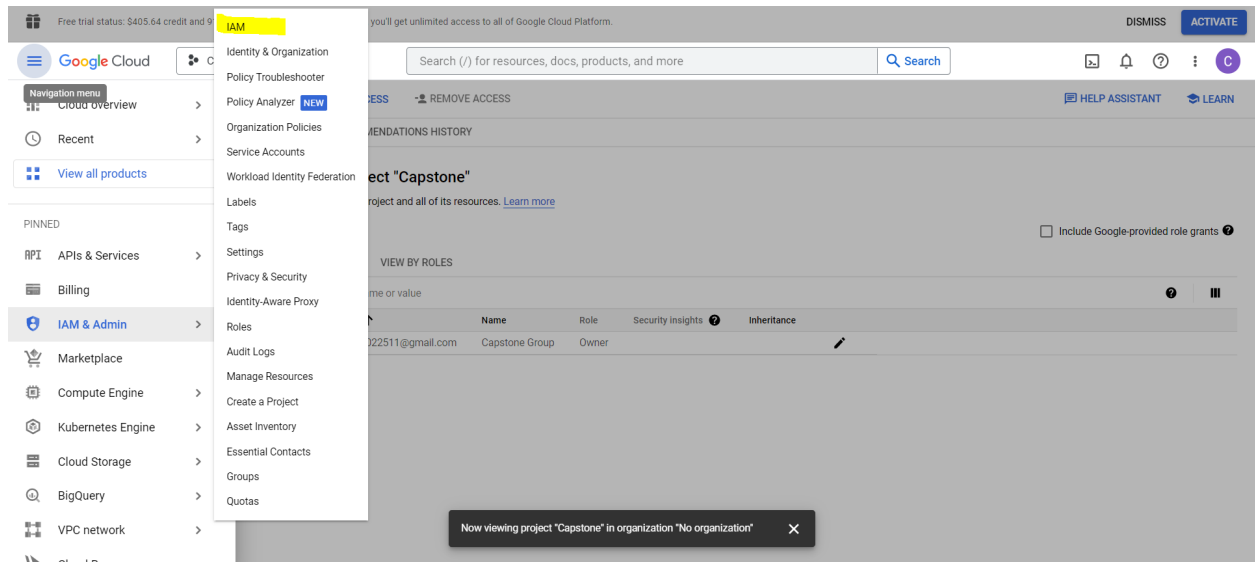 Free trial status: $405.64 credit and 9
you'll get unlimited access to all of Google Cloud Platform.
DISMISS
ACTIVATE
Google Cloud
C
Search (/) for resources, docs, products, and more
Search
C
Navigation menu
Cloud overview
Recent
View all products
PINNED
API APIs & Services
Billing
IAM & Admin
Marketplace
Compute Engine
Kubernetes Engine
Cloud Storage
BigQuery
VPC network
IAM
Identity & Organization
Policy Troubleshooter
Policy Analyzer NEW
Organization Policies
Service Accounts
Workload Identity Federation
Labels
Tags
Settings
Privacy & Security
Identity-Aware Proxy
Roles
Audit Logs
Manage Resources
Create a Project
Asset Inventory
Essential Contacts
Groups
Quotas
CESS
REMOVE ACCESS
HELP ASSISTANT
LEARN
MENDATIONS HISTORY
ect "Capstone"
roject and all of its resources. Learn more
Include Google-provided role grants
VIEW BY ROLES
me or value
Name Role Security insights Inheritance
022511@gmail.com Capstone Group Owner
Now viewing project "Capstone" in organization "No organization"